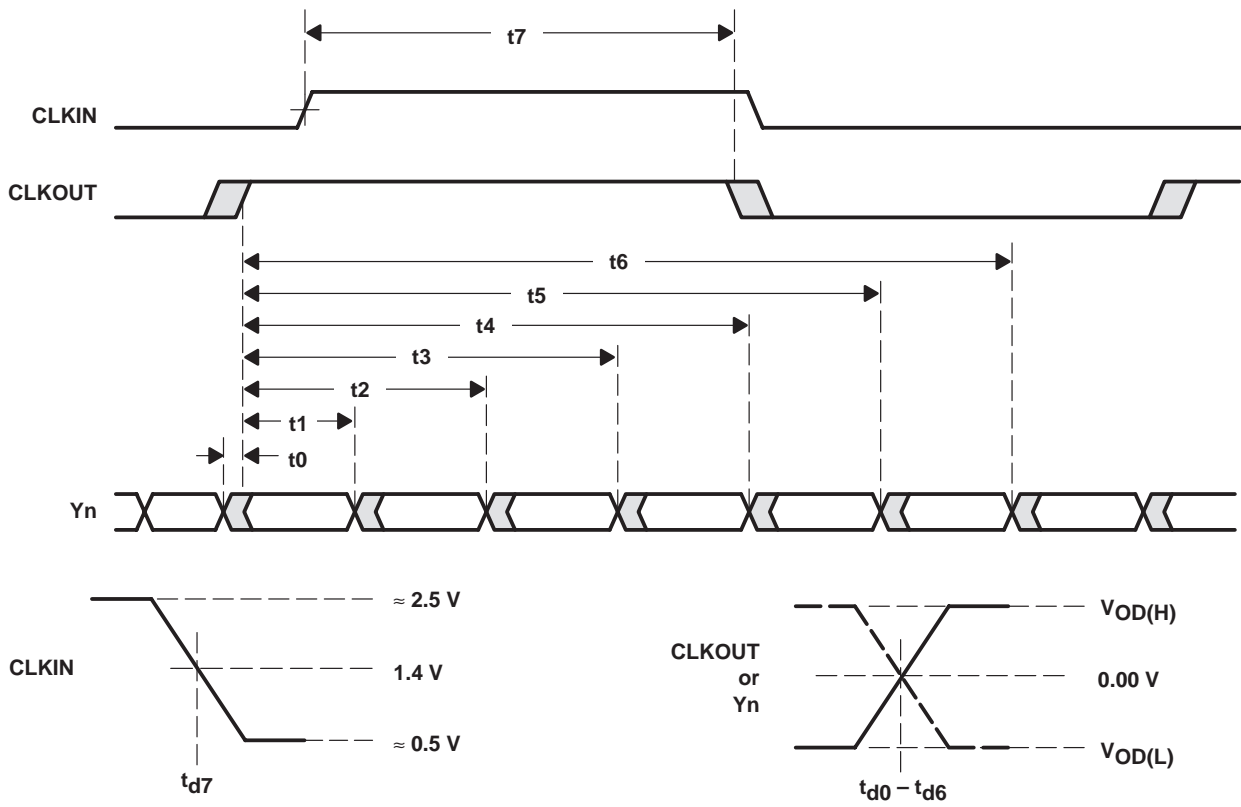 t7
CLKIN
CLKOUT
t6
t5
t4
t3
t2
t1
t0
Yn
≈ 2.5 V
CLKIN
1.4 V
≈ 0.5 V
td7
VOD(H)
CLKOUT
or
Yn
0.00 V
VOD(L)
td0 – td6